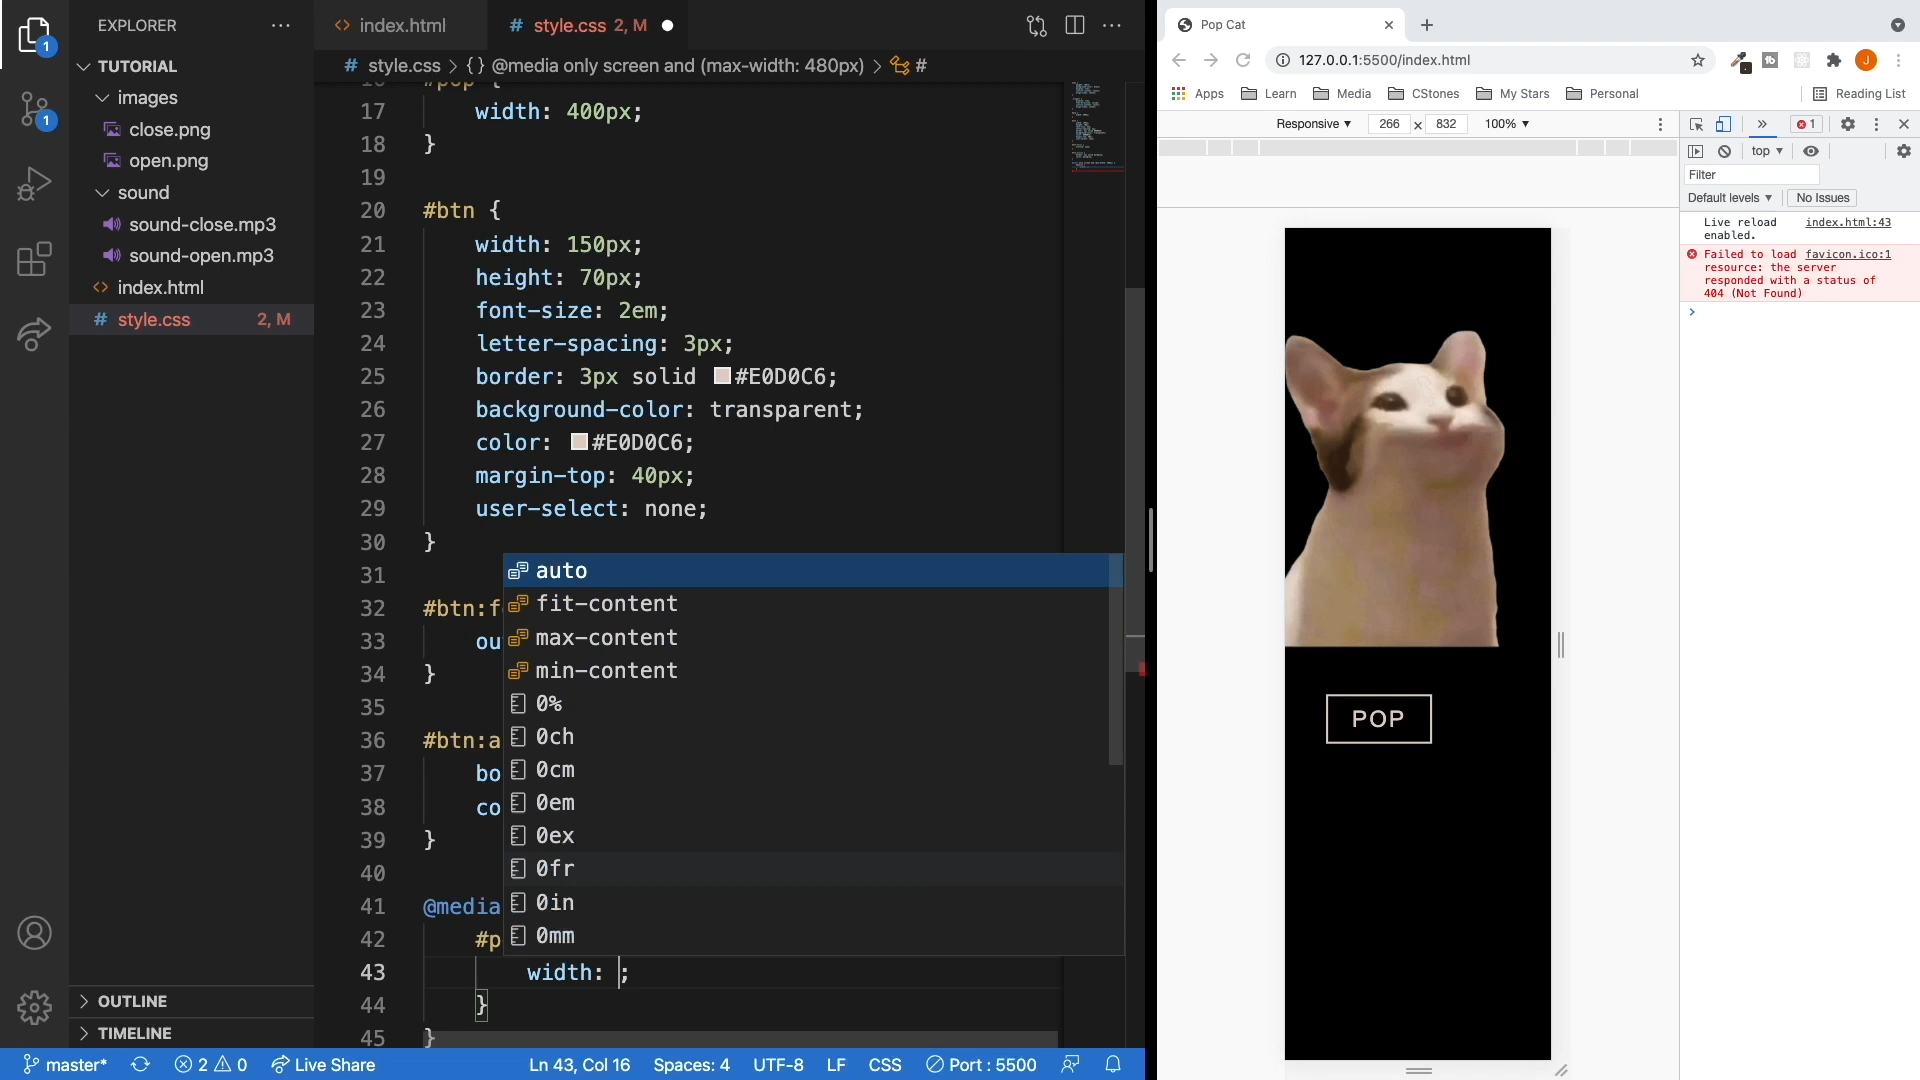 EXPLORER
TUTORIAL
images
close.png
open.png
sound
sound-close.mp3
sound-open.mp3
index.html
style.css 2, M
OUTLINE
TIMELINE
1
1
<> index.html
# style.css 2, M
# style.css > {} @media only screen and (max-width: 480px) > #
17 width: 400px;
18 }
19
20 #btn {
21 width: 150px;
22 height: 70px;
23 font-size: 2em;
24 letter-spacing: 3px;
25 border: 3px solid #E0D0C6;
26 background-color: transparent;
27 color: #E0D0C6;
28 margin-top: 40px;
29 user-select: none;
30 }
31
32 #btn:f
33 ou
34 }
35
36 #btn:a
37 bo
38 co
39 }
40
41 @media
42 #p
43 width: ;
44 }
45 }
auto
fit-content
max-content
min-content
0%
0ch
0cm
0em
0ex
0fr
0in
0mm
master* 2 0 Live Share Ln 43, Col 16 Spaces: 4 UTF-8 LF CSS Port : 5500
Pop Cat
127.0.0.1:5500/index.html J
Apps Learn Media CStones My Stars Personal Reading List
Responsive 266 x 832 100%
1
top
Filter
Default levels No Issues
Live reload index.html:43
enabled.
Failed to load favicon.ico:1
resource: the server
responded with a status of
404 (Not Found)
POP